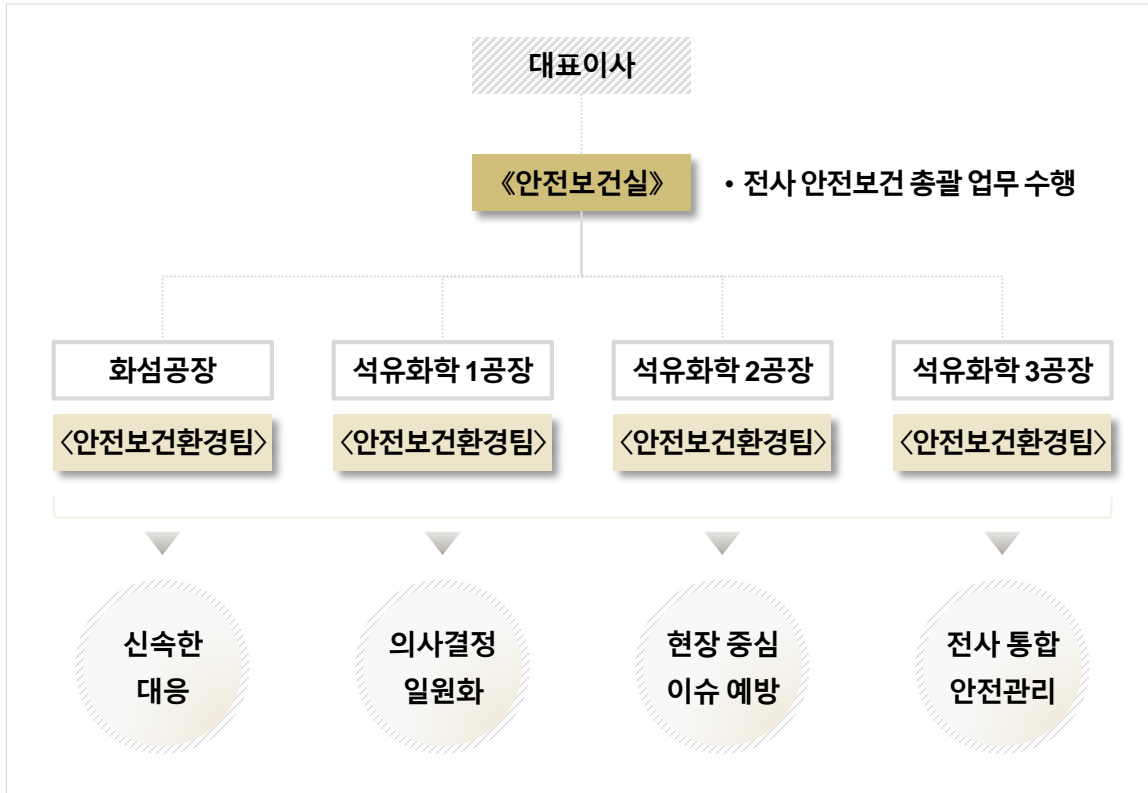 대표이사
《안전보건실》
• 전사 안전보건 총괄 업무 수행
화섬공장
석유화학 1공장
석유화학 2공장
석유화학 3공장
〈안전보건환경팀〉
〈안전보건환경팀〉
〈안전보건환경팀〉
〈안전보건환경팀〉
신속한
대응
의사결정
일원화
현장 중심
이슈 예방
전사 통합
안전관리